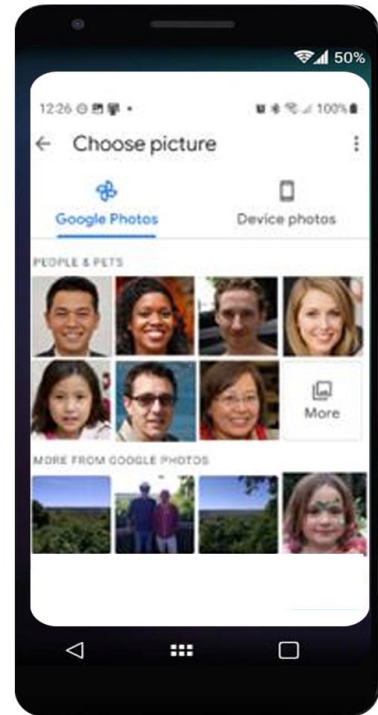 50%
12:26
100%
Choose picture
Google Photos
Device photos
PEOPLE & PETS
More
MORE FROM GOOGLE PHOTOS